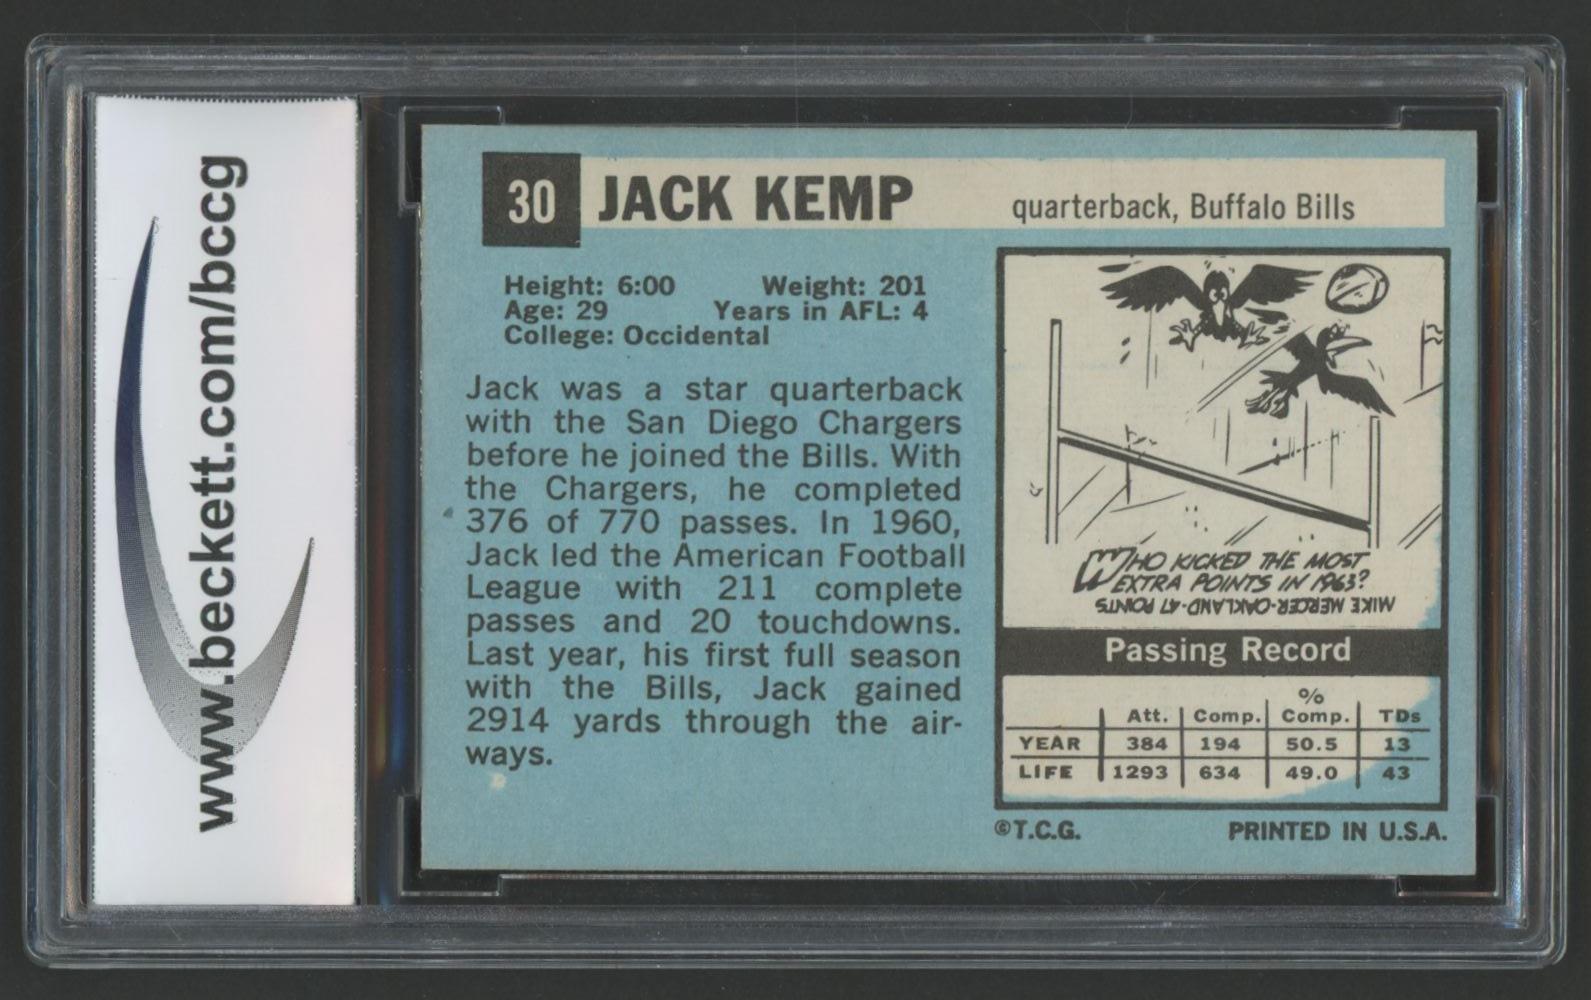 www.beckett.com/bccg
30 JACK KEMP quarterback, Buffalo Bills
Height: 6:00 Weight: 201
Age: 29 Years in AFL: 4
College: Occidental
Jack was a star quarterback
with the San Diego Chargers
before he joined the Bills. With
the Chargers, he completed
376 of 770 passes. In 1960,
Jack led the American Football
League with 211 complete
passes and 20 touchdowns.
Last year, his first full season
with the Bills, Jack gained
2914 yards through the air-
ways.
WHO KICKED THE MOST
EXTRA POINTS IN 1963?
MIKE MERCER-OAKLAND-47 POINTS
Passing Record
Att. Comp. % Comp. TDs
YEAR 384 194 50.5 13
LIFE 1293 634 49.0 43
©T.C.G. PRINTED IN U.S.A.